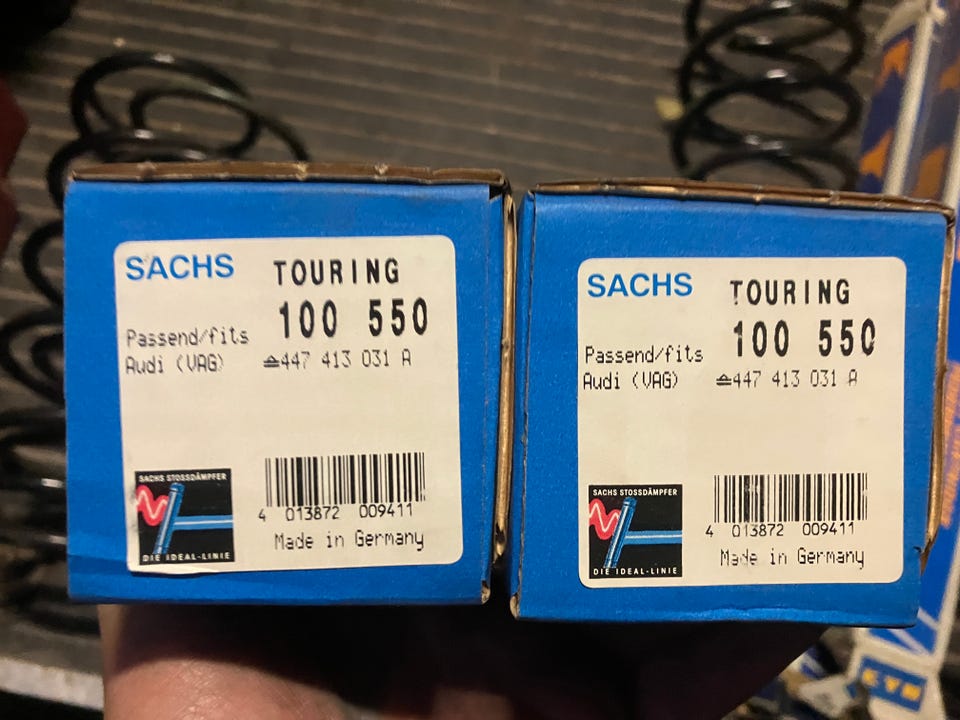 SACHS TOURING
100 550
Passend/fits
Audi (VAG) ≙447 413 031 A
SACHS STOSSDÄMPFER
DIE IDEAL-LINIE
4 013872 009411
Made in Germany
SACHS TOURING
100 550
Passend/fits
Audi (VAG) ≙447 413 031 A
SACHS STOSSDÄMPFER
DIE IDEAL-LINIE
4 013872 009411
Made in Germany